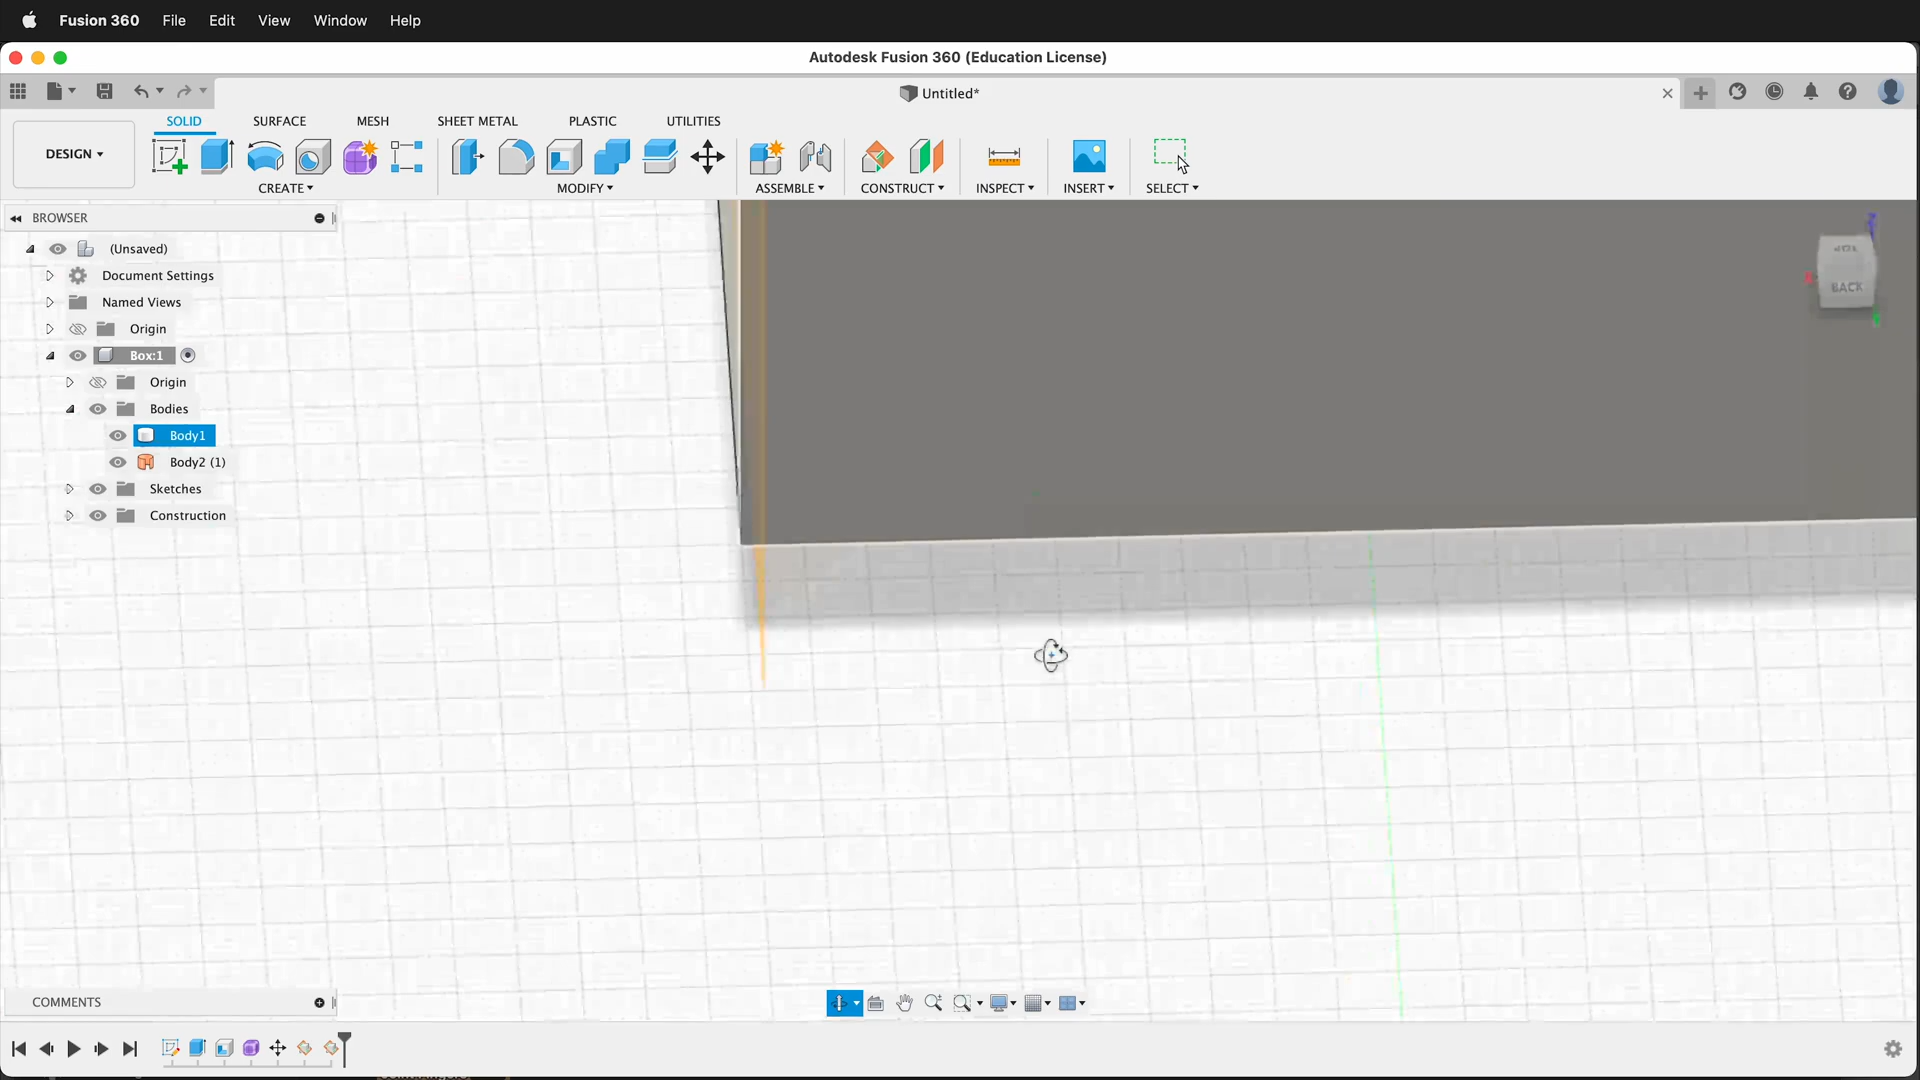 Fusion 360 File Edit View Window Help
Autodesk Fusion 360 (Education License)
Untitled*
SOLID SURFACE MESH SHEET METAL PLASTIC UTILITIES
DESIGN
CREATE MODIFY ASSEMBLE CONSTRUCT INSPECT INSERT SELECT
BROWSER
(Unsaved)
Document Settings
Named Views
Origin
Box:1
Origin
Bodies
Body1
Body2 (1)
Sketches
Construction
BACK
COMMENTS